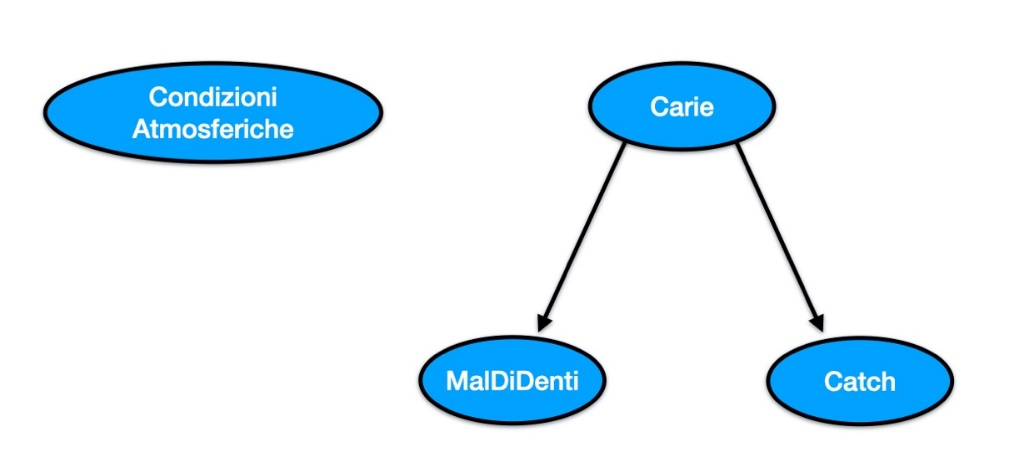 Condizioni
Atmosferiche
Carie
MalDiDenti
Catch